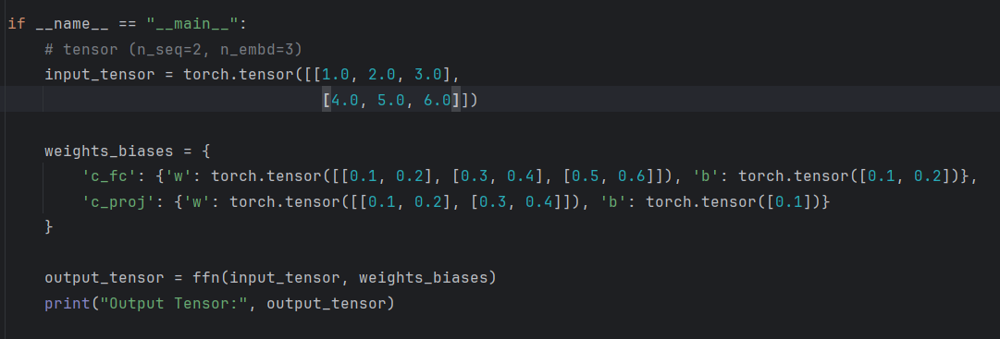 if __name__ == "__main__":
    # tensor (n_seq=2, n_embd=3)
    input_tensor = torch.tensor([[1.0, 2.0, 3.0],
                                  [4.0, 5.0, 6.0]])
    weights_biases = {
        'c_fc': {'w': torch.tensor([[0.1, 0.2], [0.3, 0.4], [0.5, 0.6]]), 'b': torch.tensor([0.1, 0.2])},
        'c_proj': {'w': torch.tensor([[0.1, 0.2], [0.3, 0.4]]), 'b': torch.tensor([0.1])}
    }
    output_tensor = ffn(input_tensor, weights_biases)
    print("Output Tensor:", output_tensor)